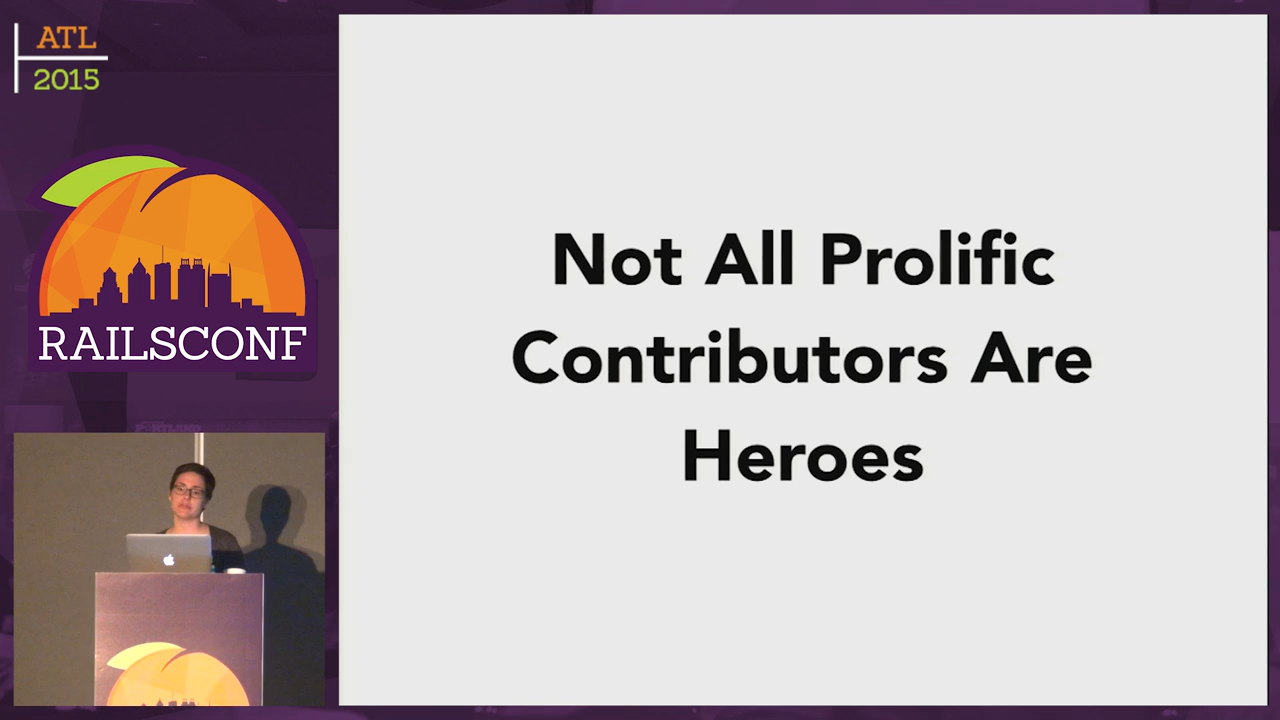 ATL
2015
RAILSCONF
Not All Prolific
Contributors Are
Heroes